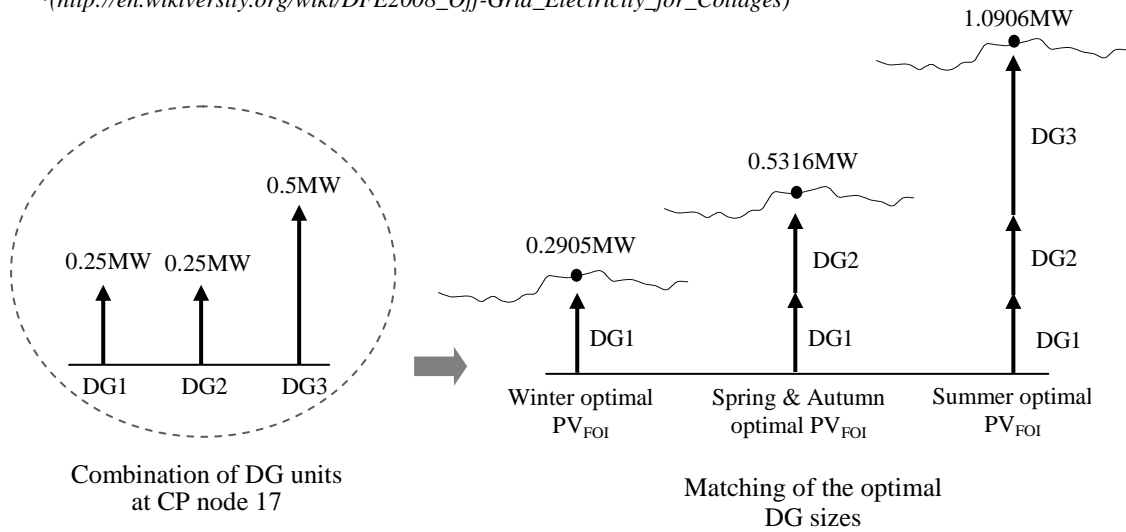 *(http://en.wikiversity.org/wiki/DFE2008_Off-Grid_Electricity_for_Collages)
0.25MW
0.25MW
0.5MW
DG1
DG2
DG3
Combination of DG units
at CP node 17
0.2905MW
DG1
Winter optimal
PVFOI
0.5316MW
DG2
DG1
Spring & Autumn
optimal PVFOI
1.0906MW
DG3
DG2
DG1
Summer optimal
PVFOI
Matching of the optimal
DG sizes